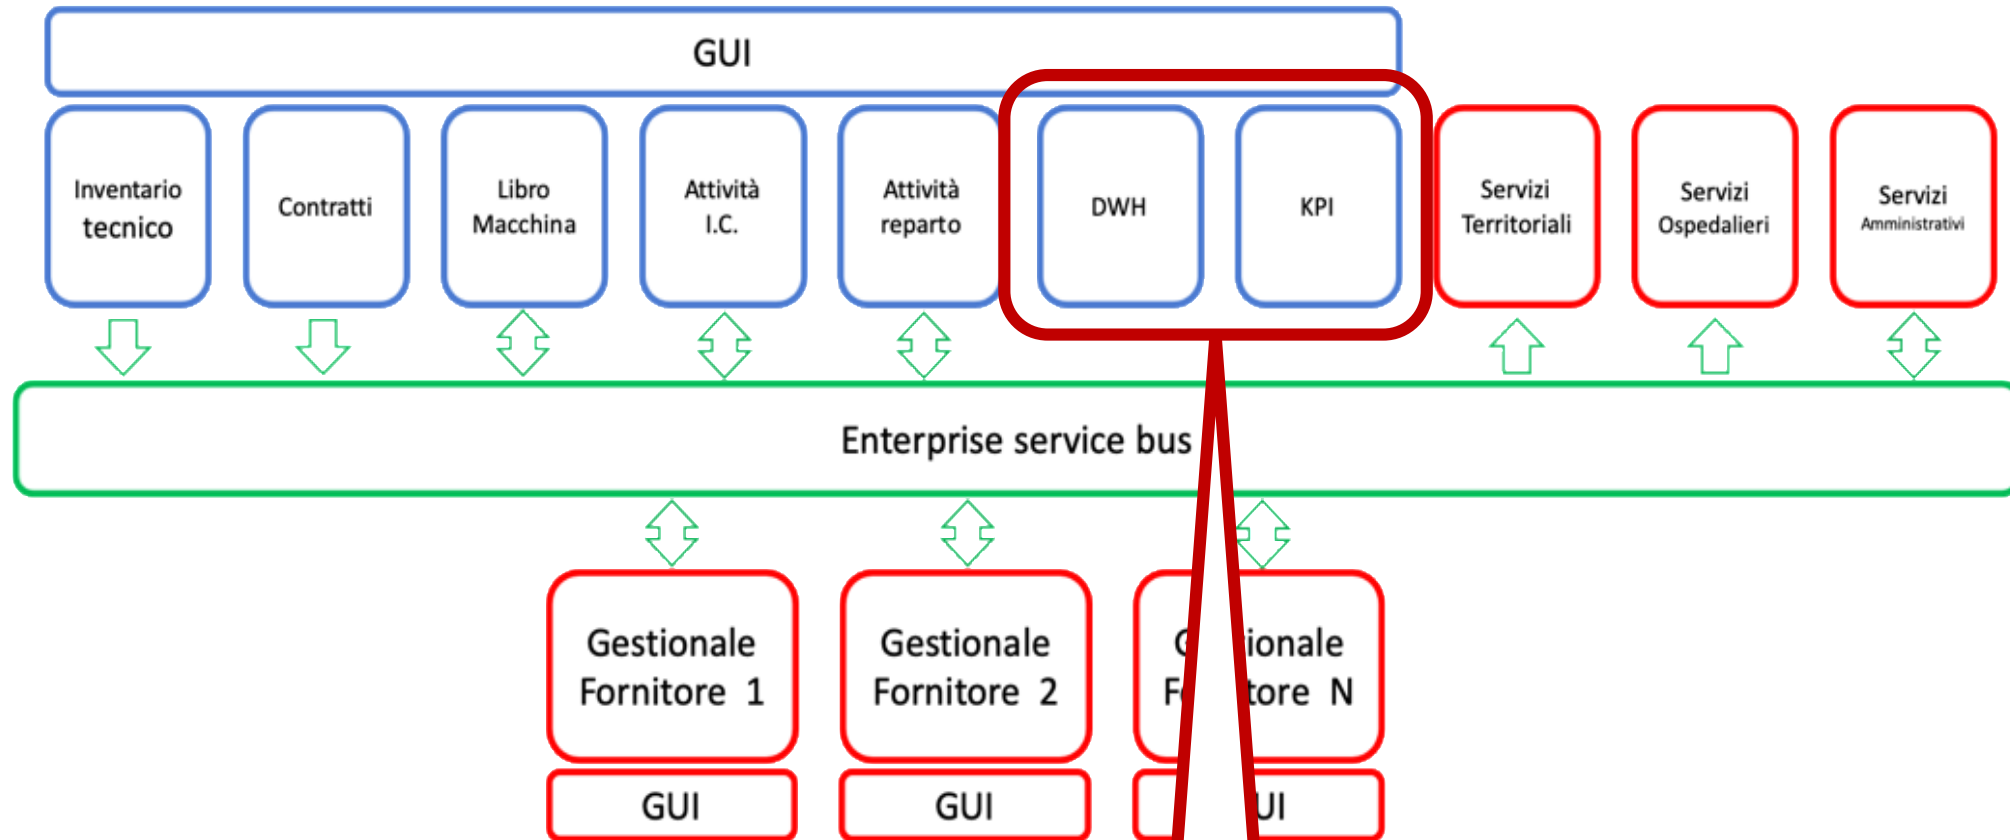 GUI
Inventario
tecnico
Contratti
Libro
Macchina
Attività
I.C.
Attività
reparto
DWH
KPI
Servizi
Territoriali
Servizi
Ospedalieri
Servizi
Amministrativi
Enterprise service bus
Gestionale
Fornitore 1
Gestionale
Fornitore 2
N
GUI
GUI